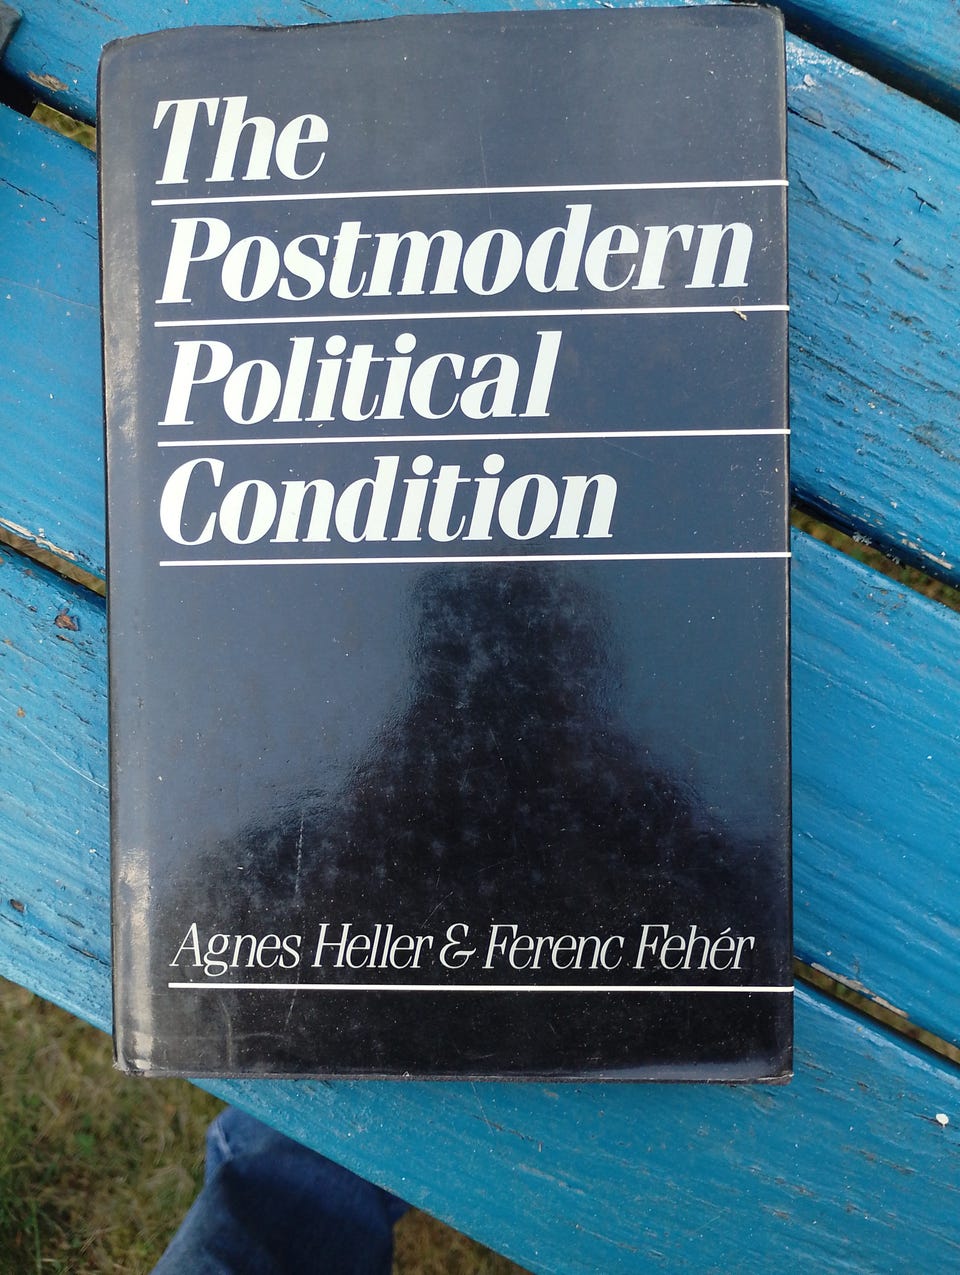 The
Postmodern
Political
Condition
Agnes Heller & Ferenc Fehér